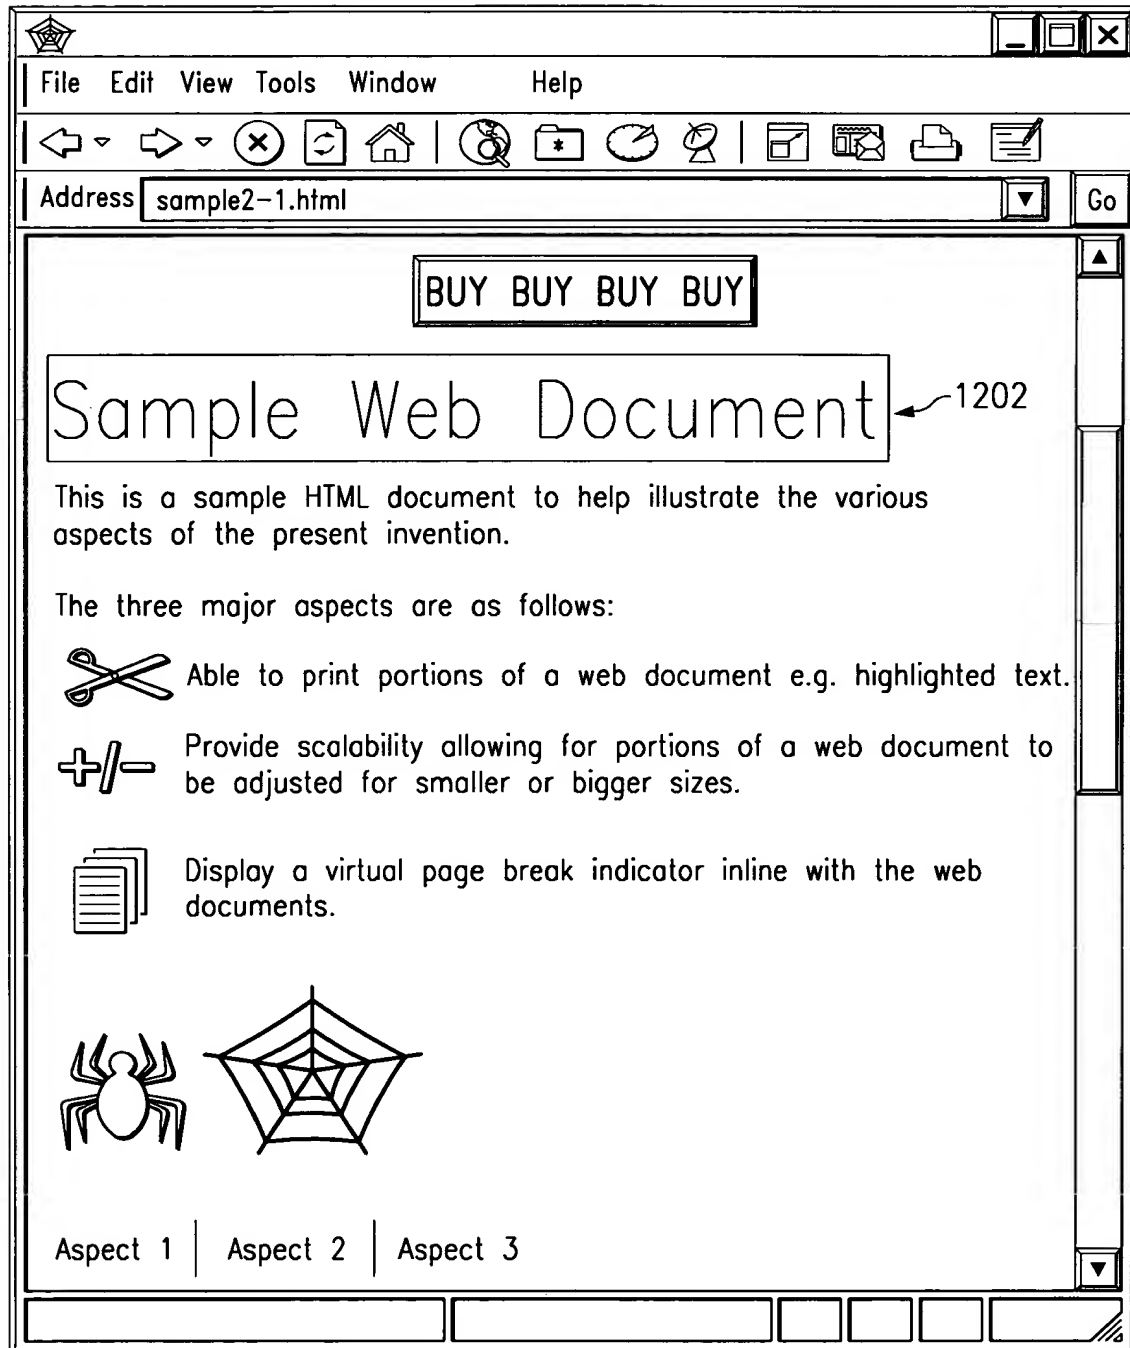 File Edit View Tools Window Help
Address sample2-1.html Go
BUY BUY BUY BUY
Sample Web Document
1202
This is a sample HTML document to help illustrate the various
aspects of the present invention.
The three major aspects are as follows:
Able to print portions of a web document e.g. highlighted text.
+/-
Provide scalability allowing for portions of a web document to
be adjusted for smaller or bigger sizes.
Display a virtual page break indicator inline with the web
documents.
Aspect 1 | Aspect 2 | Aspect 3